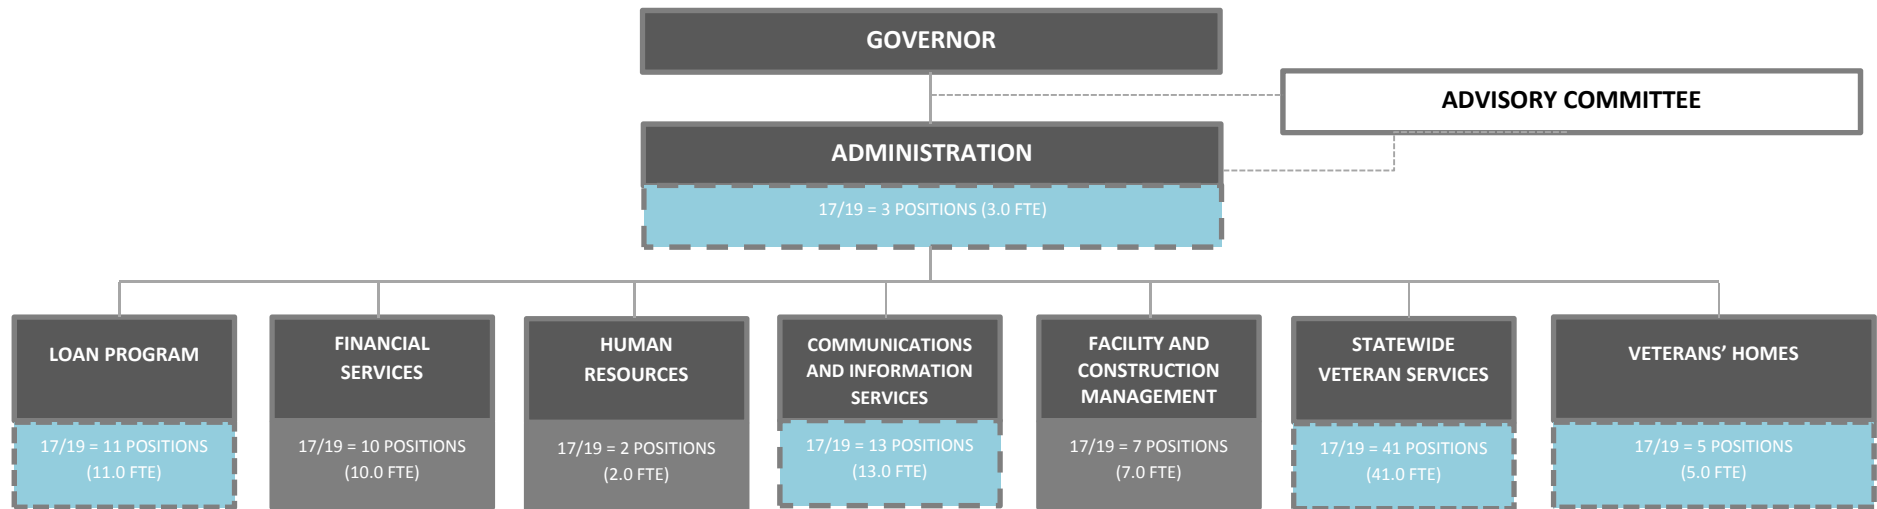 GOVERNOR
ADVISORY COMMITTEE
ADMINISTRATION
17/19 = 3 POSITIONS (3.0 FTE)
LOAN PROGRAM
17/19 = 11 POSITIONS
(11.0 FTE)
FINANCIAL
SERVICES
17/19 = 10 POSITIONS
(10.0 FTE)
HUMAN
RESOURCES
17/19 = 2 POSITIONS
(2.0 FTE)
COMMUNICATIONS
AND INFORMATION
SERVICES
17/19 = 13 POSITIONS
(13.0 FTE)
FACILITY AND
CONSTRUCTION
MANAGEMENT
17/19 = 7 POSITIONS
(7.0 FTE)
STATEWIDE
VETERAN SERVICES
17/19 = 41 POSITIONS
(41.0 FTE)
VETERANS’ HOMES
17/19 = 5 POSITIONS
(5.0 FTE)